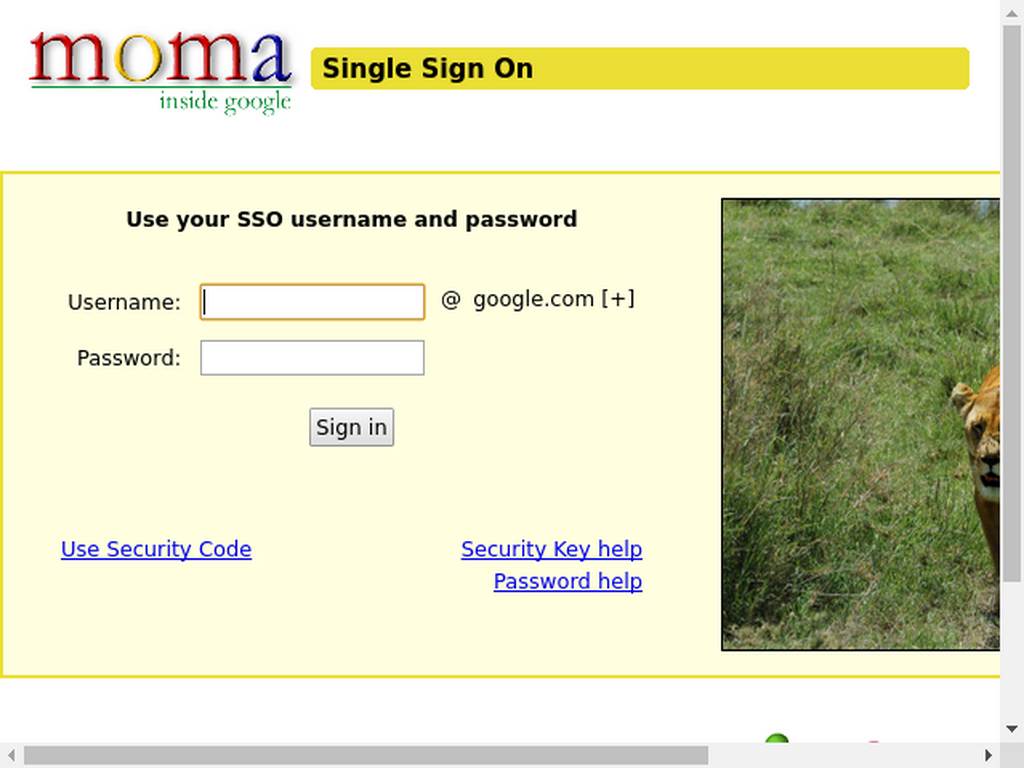 moma
inside google
Single Sign On
Use your SSO username and password
Username:
@ google.com [+]
Password:
Sign in
Use Security Code
Security Key help
Password help